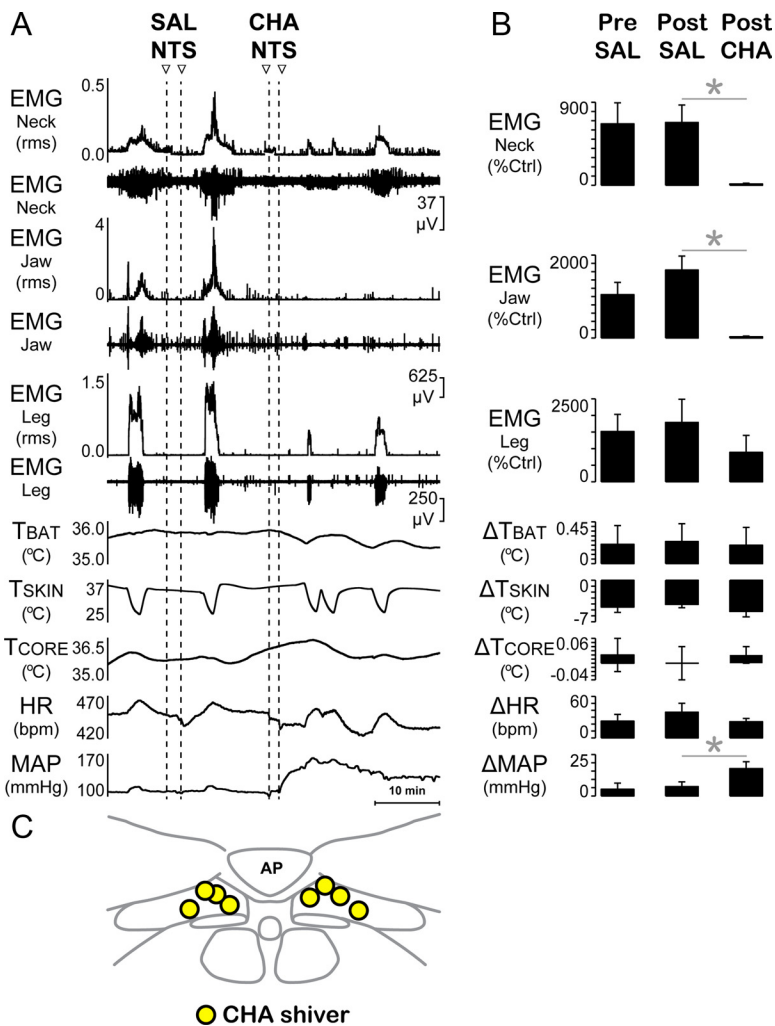 A
SAL NTS
CHA NTS
EMG Neck (rms)
0.5
0.0
EMG Neck
37 µV
EMG Jaw (rms)
4
0
EMG Jaw
625 µV
EMG Leg (rms)
1.5
0.0
EMG Leg
250 µV
TBAT (ºC)
36.0
35.0
TSKIN (ºC)
37
25
TCORE (ºC)
36.5
35.0
HR (bpm)
470
420
MAP (mmHg)
170
100
10 min
B
Pre SAL
Post SAL
Post CHA
EMG Neck (%Ctrl)
900
0
*
EMG Jaw (%Ctrl)
2000
0
*
EMG Leg (%Ctrl)
2500
0
ΔTBAT (ºC)
0.45
0
ΔTSKIN (ºC)
0
-7
ΔTCORE (ºC)
0.06
-0.04
ΔHR (bpm)
60
0
ΔMAP (mmHg)
25
0
*
C
AP
CHA shiver